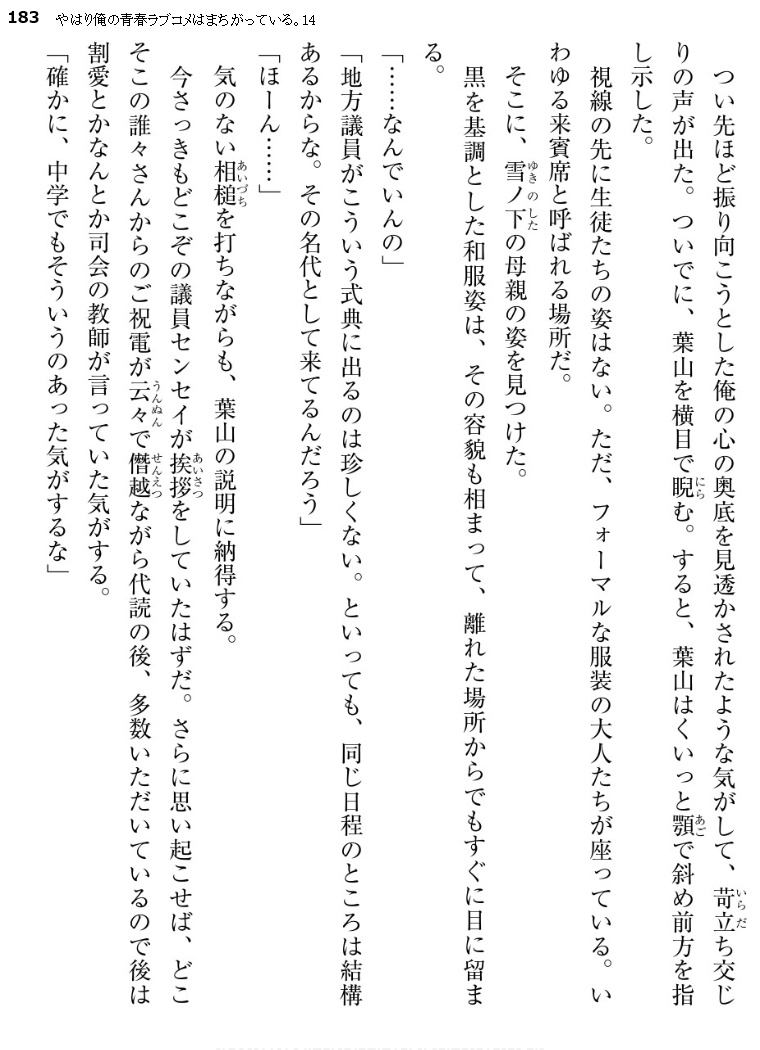 183 やはり俺の青春ラブコメはまちがっている。14
つい先ほど振り向こうとした俺の心の奥底を見透かされたような気がして、苛立ち交じ
りの声が出た。ついでに、葉山を横目で睨む。すると、葉山はくいっと顎で斜め前方を指
し示した。
視線の先に生徒たちの姿はない。ただ、フォーマルな服装の大人たちが座っている。い
わゆる来賓席と呼ばれる場所だ。
そこに、雪ノ下の母親の姿を見つけた。
黒を基調とした和服姿は、その容貌も相まって、離れた場所からでもすぐに目に留ま
る。
「……なんでいんの」
「地方議員がこういう式典に出るのは珍しくない。といっても、同じ日程のところは結構
あるからな。その名代として来てるんだろう」
「ほーん……」
気のない相槌を打ちながらも、葉山の説明に納得する。
今さっきもどこぞの議員センセイが挨拶をしていたはずだ。さらに思い起こせば、どこ
そこの誰々さんからのご祝電が云々で僭越ながら代読の後、多数いただいているので後は
割愛とかなんとか司会の教師が言っていた気がする。
「確かに、中学でもそういうのあった気がするな」